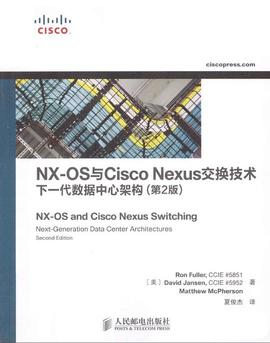 CISCO
ciscopress.com
NX-OS与Cisco Nexus交换技术
下一代数据中心架构(第2版)
NX-OS and Cisco Nexus Switching
Next-Generation Data Center Architectures
Second Edition
Ron Fuller, CCIE #5851
[美] David Jansen, CCIE #5952 著
Matthew McPherson
夏俊杰 译
人民邮电出版社
POSTS & TELECOM PRESS